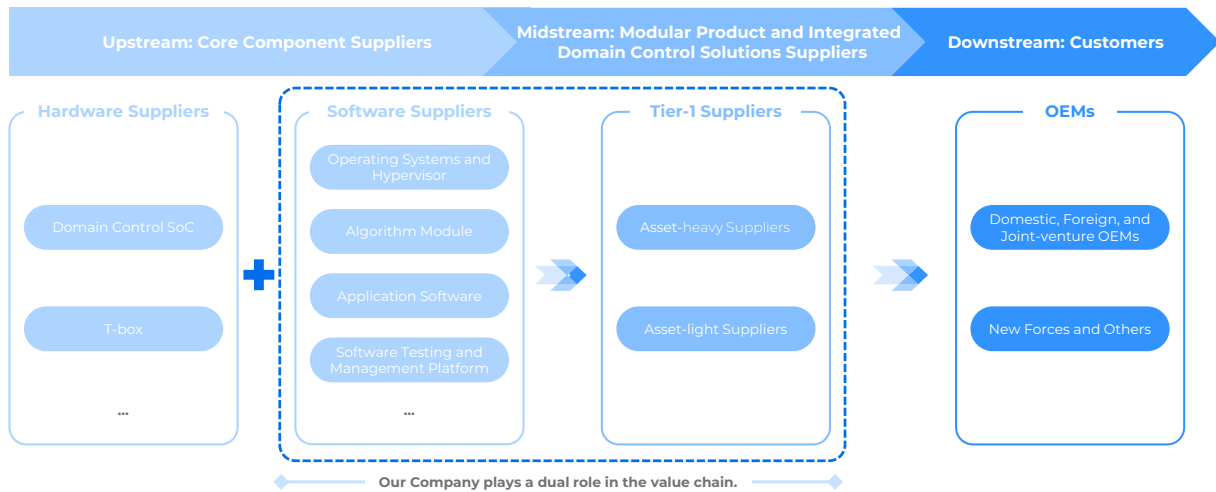 Upstream: Core Component Suppliers
Midstream: Modular Product and Integrated
Domain Control Solutions Suppliers
Downstream: Customers
Hardware Suppliers
Domain Control SoC
T-box
...
Software Suppliers
Operating Systems and
Hypervisor
Algorithm Module
Application Software
Software Testing and
Management Platform
...
Tier-1 Suppliers
Asset-heavy Suppliers
Asset-light Suppliers
OEMs
Domestic, Foreign, and
Joint-venture OEMs
New Forces and Others
Our Company plays a dual role in the value chain.